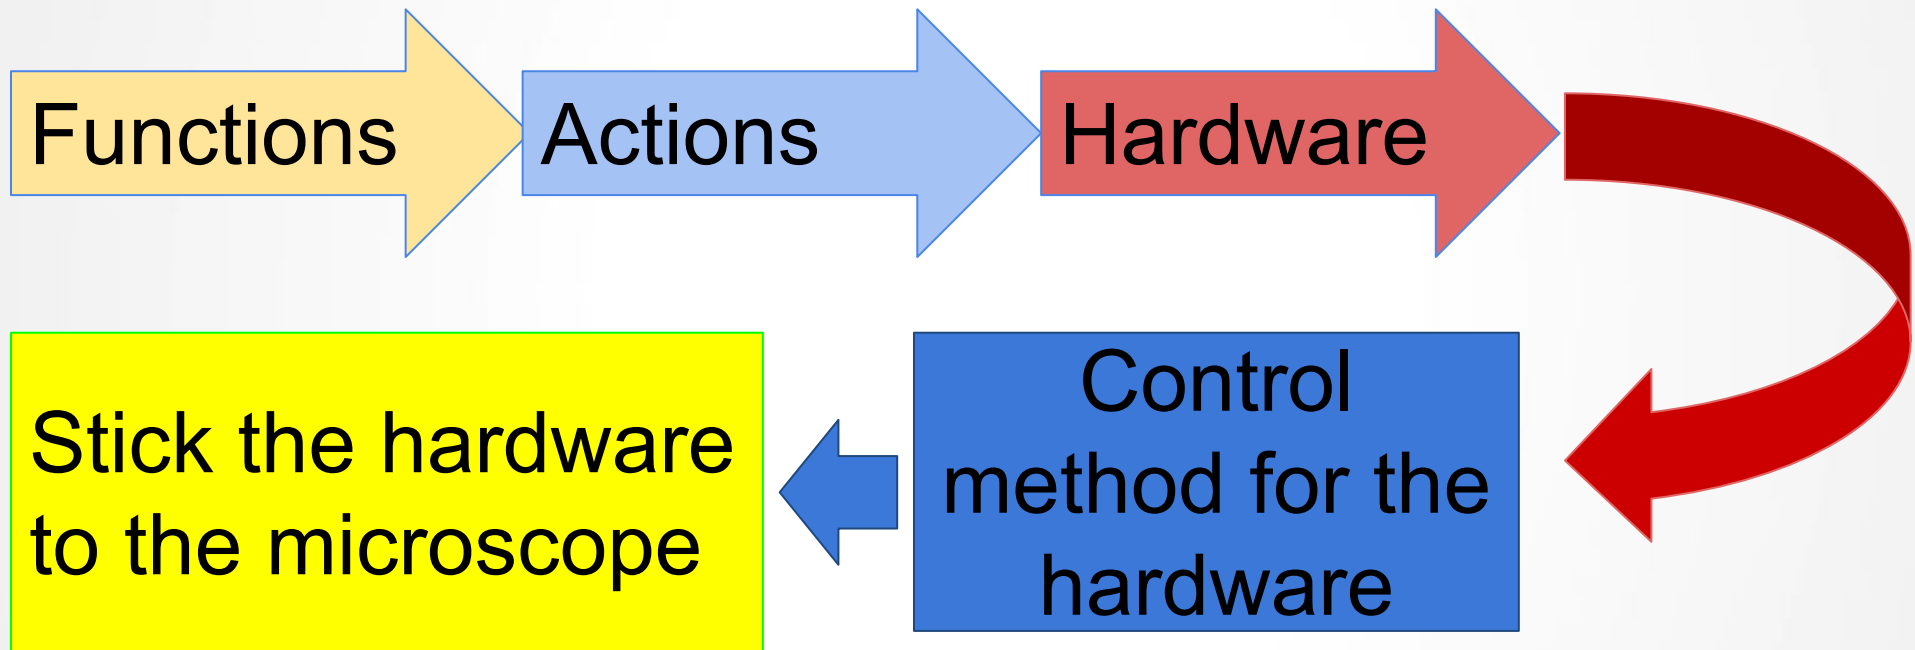 Functions
Actions
Hardware
Control
method for the
hardware
Stick the hardware
to the microscope